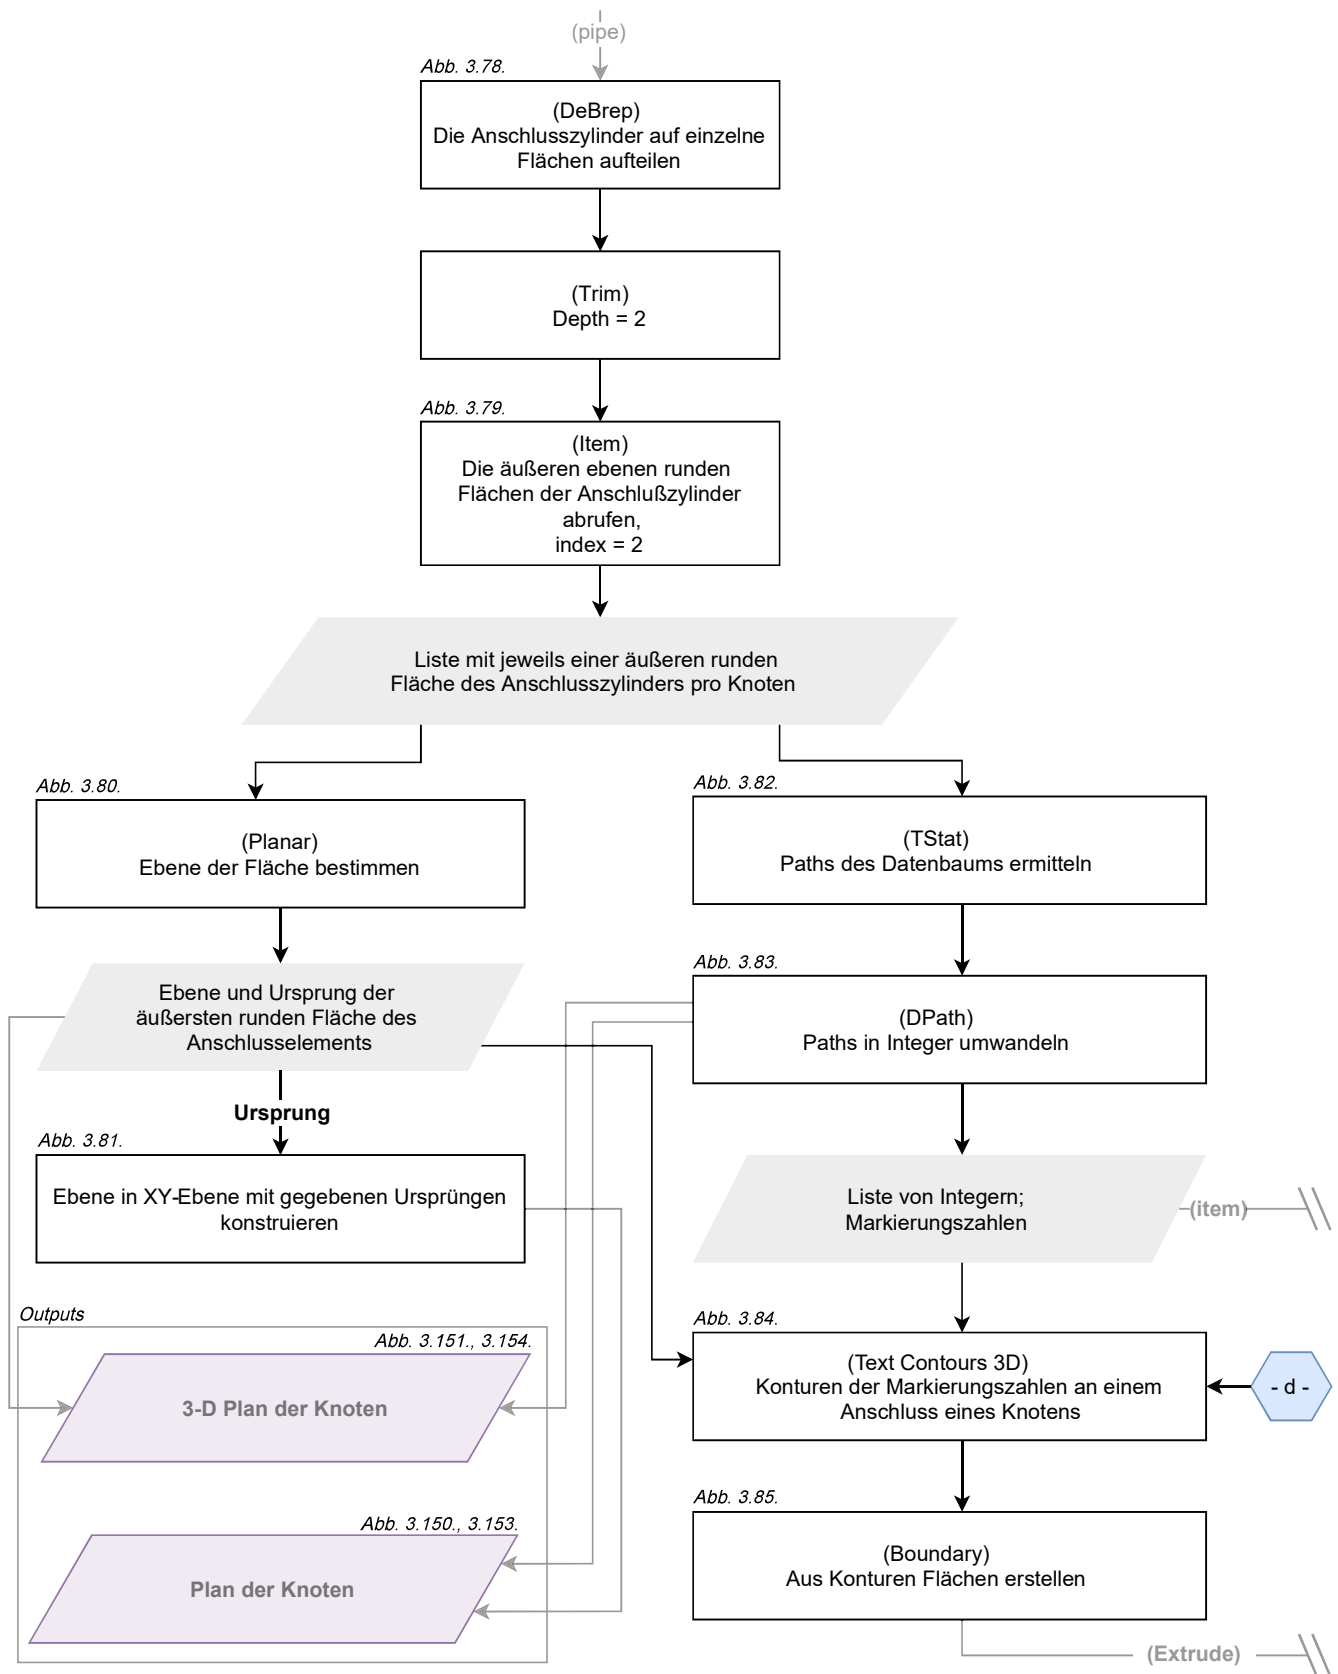 (pipe)
Abb. 3.78.
(DeBrep)
Die Anschlusszylinder auf einzelne
Flächen aufteilen
(Trim)
Depth = 2
Abb. 3.79.
(Item)
Die äußeren ebenen runden
Flächen der Anschlußzylinder
abrufen,
index = 2
Liste mit jeweils einer äußeren runden
Fläche des Anschlusszylinders pro Knoten
Abb. 3.80.
(Planar)
Ebene der Fläche bestimmen
Ebene und Ursprung der
äußersten runden Fläche des
Anschlusselements
Ursprung
Abb. 3.81.
Ebene in XY-Ebene mit gegebenen Ursprüngen
konstruieren
Outputs
Abb. 3.151., 3.154.
3-D Plan der Knoten
Abb. 3.150., 3.153.
Plan der Knoten
Abb. 3.82.
(TStat)
Paths des Datenbaums ermitteln
Abb. 3.83.
(DPath)
Paths in Integer umwandeln
Liste von Integern;
Markierungszahlen
(item)
Abb. 3.84.
(Text Contours 3D)
Konturen der Markierungszahlen an einem
Anschluss eines Knotens
- d -
Abb. 3.85.
(Boundary)
Aus Konturen Flächen erstellen
(Extrude)